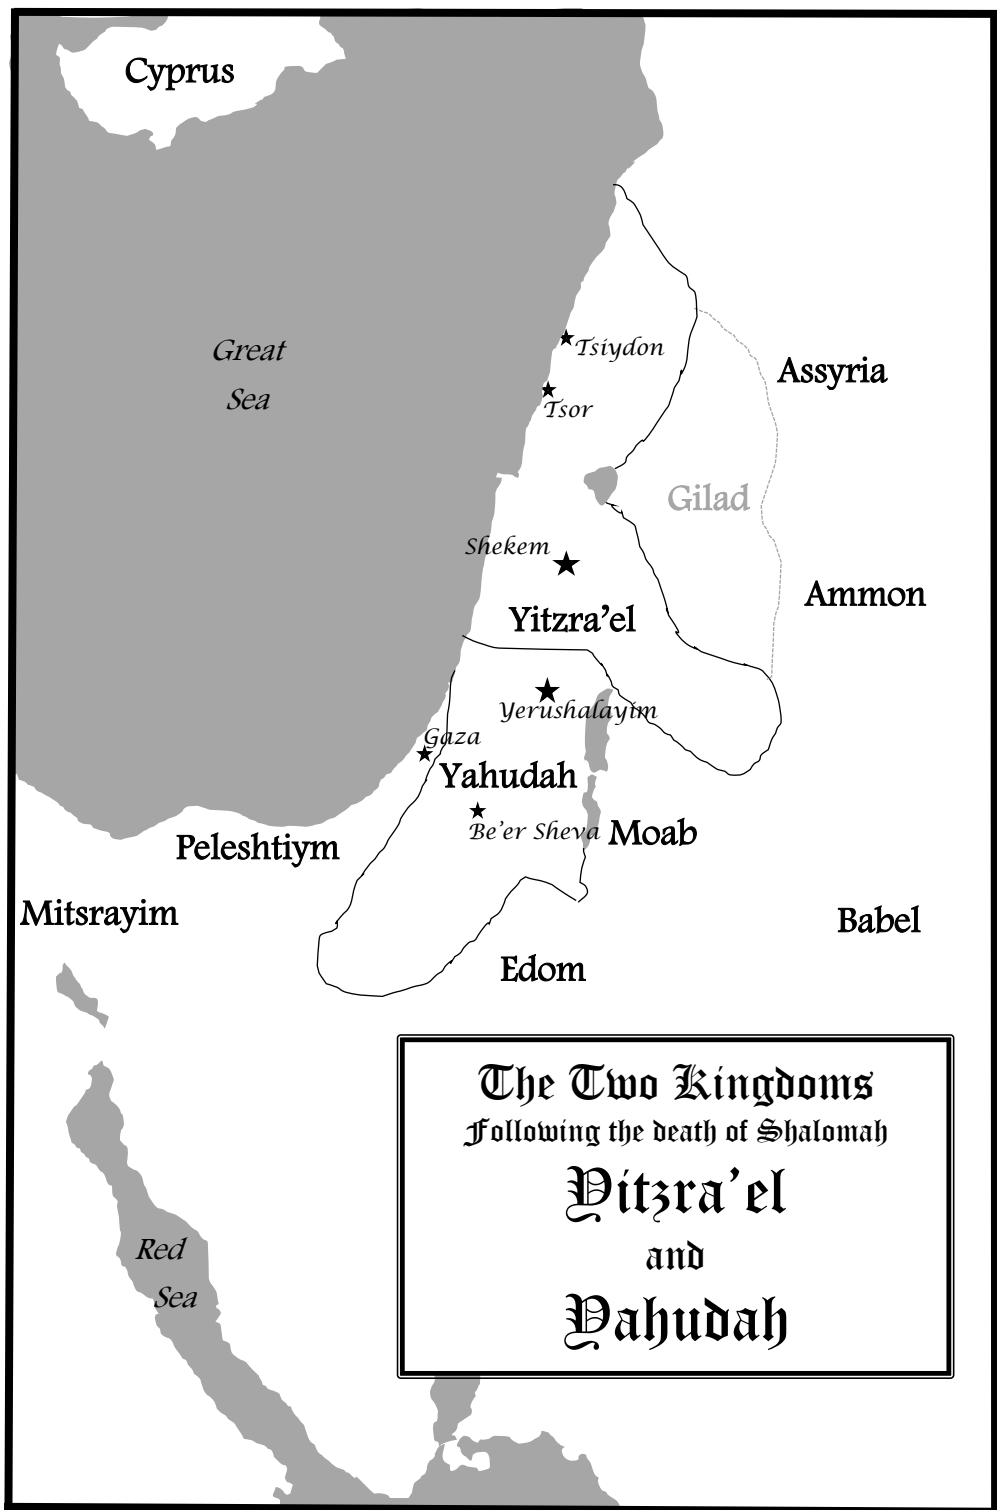 Cyprus
Great
Sea
Tsiydon
Tsor
Assyria
Gilad
Shekem
Ammon
Yitzra'el
Yerushalayim
Gaza
Yahudah
Be'er Sheva
Moab
Peleshtiym
Mitsrayim
Babel
Edom
The Two Kingdoms
Following the death of Shalomah
Yitzra'el
and
Yahudah
Red
Sea